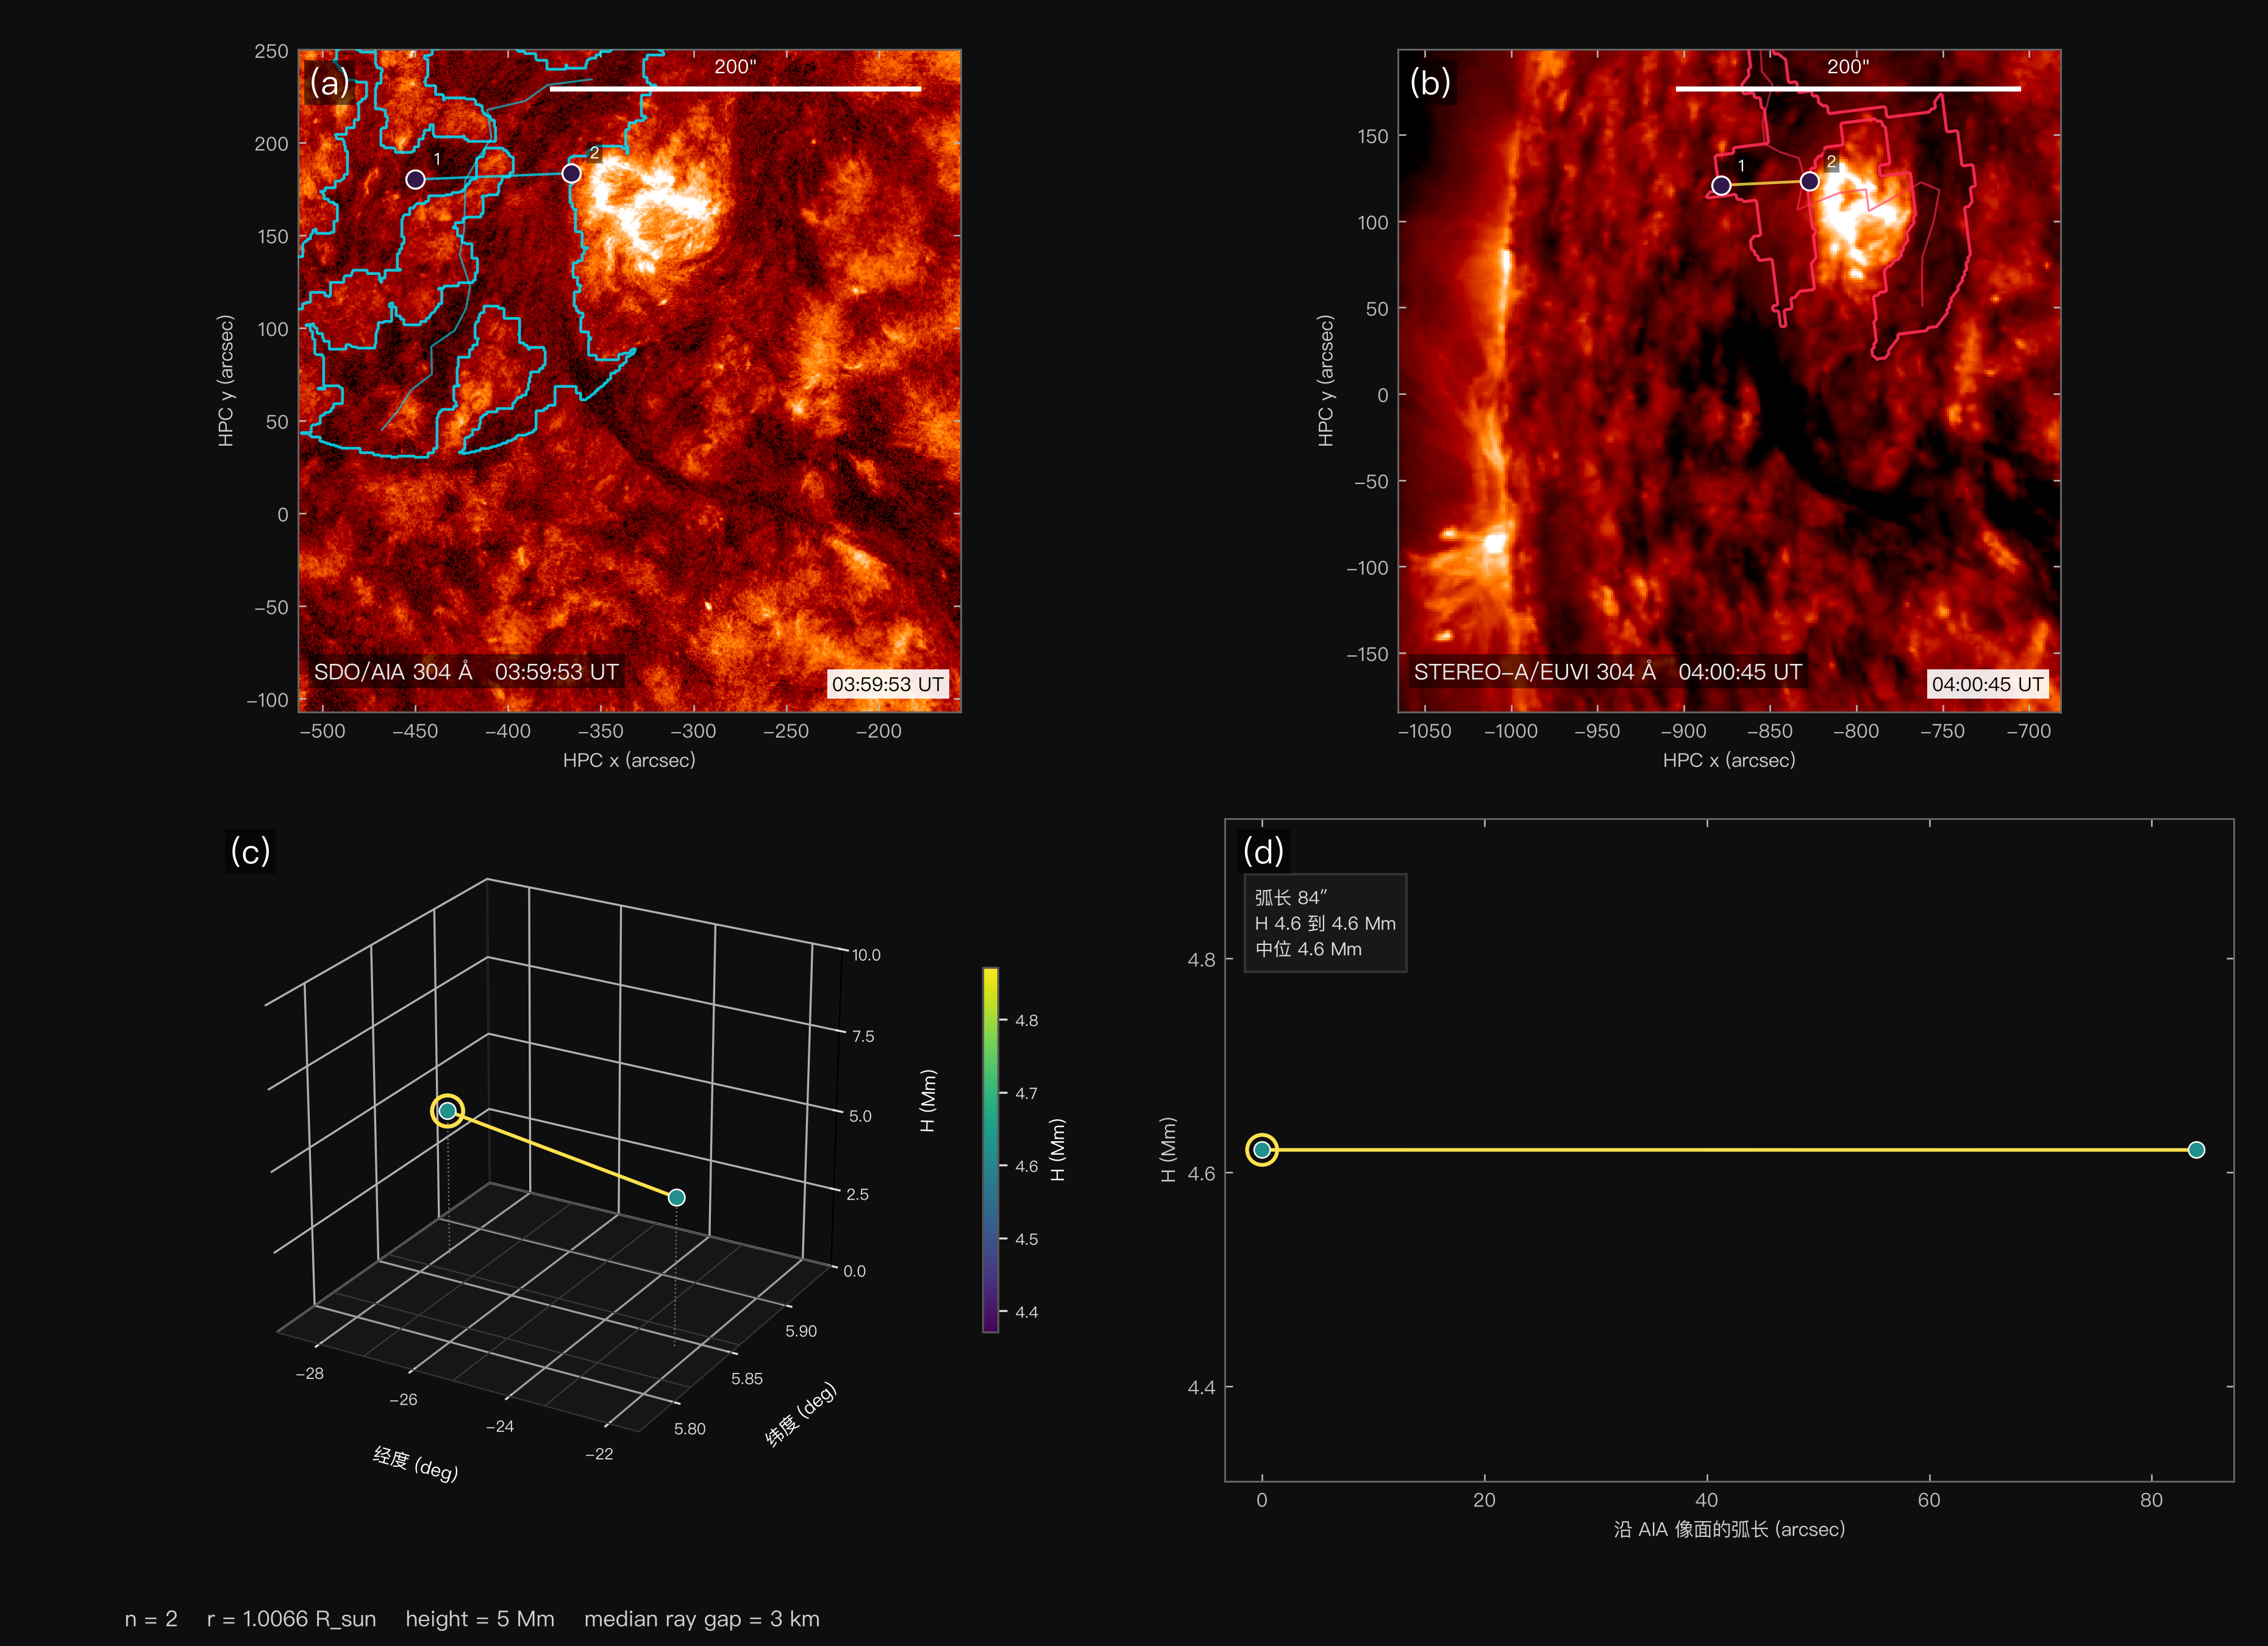 (a)
200"
1
2
250
200
150
100
50
0
−50
−100
HPC y (arcsec)
SDO/AIA 304 Å 03:59:53 UT
03:59:53 UT
−500 −450 −400 −350 −300 −250 −200
HPC x (arcsec)
(b)
200"
1
2
150
100
50
0
−50
−100
−150
HPC y (arcsec)
STEREO-A/EUVI 304 Å 04:00:45 UT
04:00:45 UT
−1050 −1000 −950 −900 −850 −800 −750 −700
HPC x (arcsec)
(c)
10.0
7.5
5.0
2.5
0.0
H (Mm)
5.90
5.85
5.80
纬度 (deg)
−28
−26
−24
−22
经度 (deg)
4.8
4.7
4.6
4.5
4.4
H (Mm)
(d)
弧长 84″
H 4.6 到 4.6 Mm
中位 4.6 Mm
4.8
4.6
4.4
H (Mm)
0 20 40 60 80
沿 AIA 像面的弧长 (arcsec)
n = 2 r = 1.0066 R_sun height = 5 Mm median ray gap = 3 km